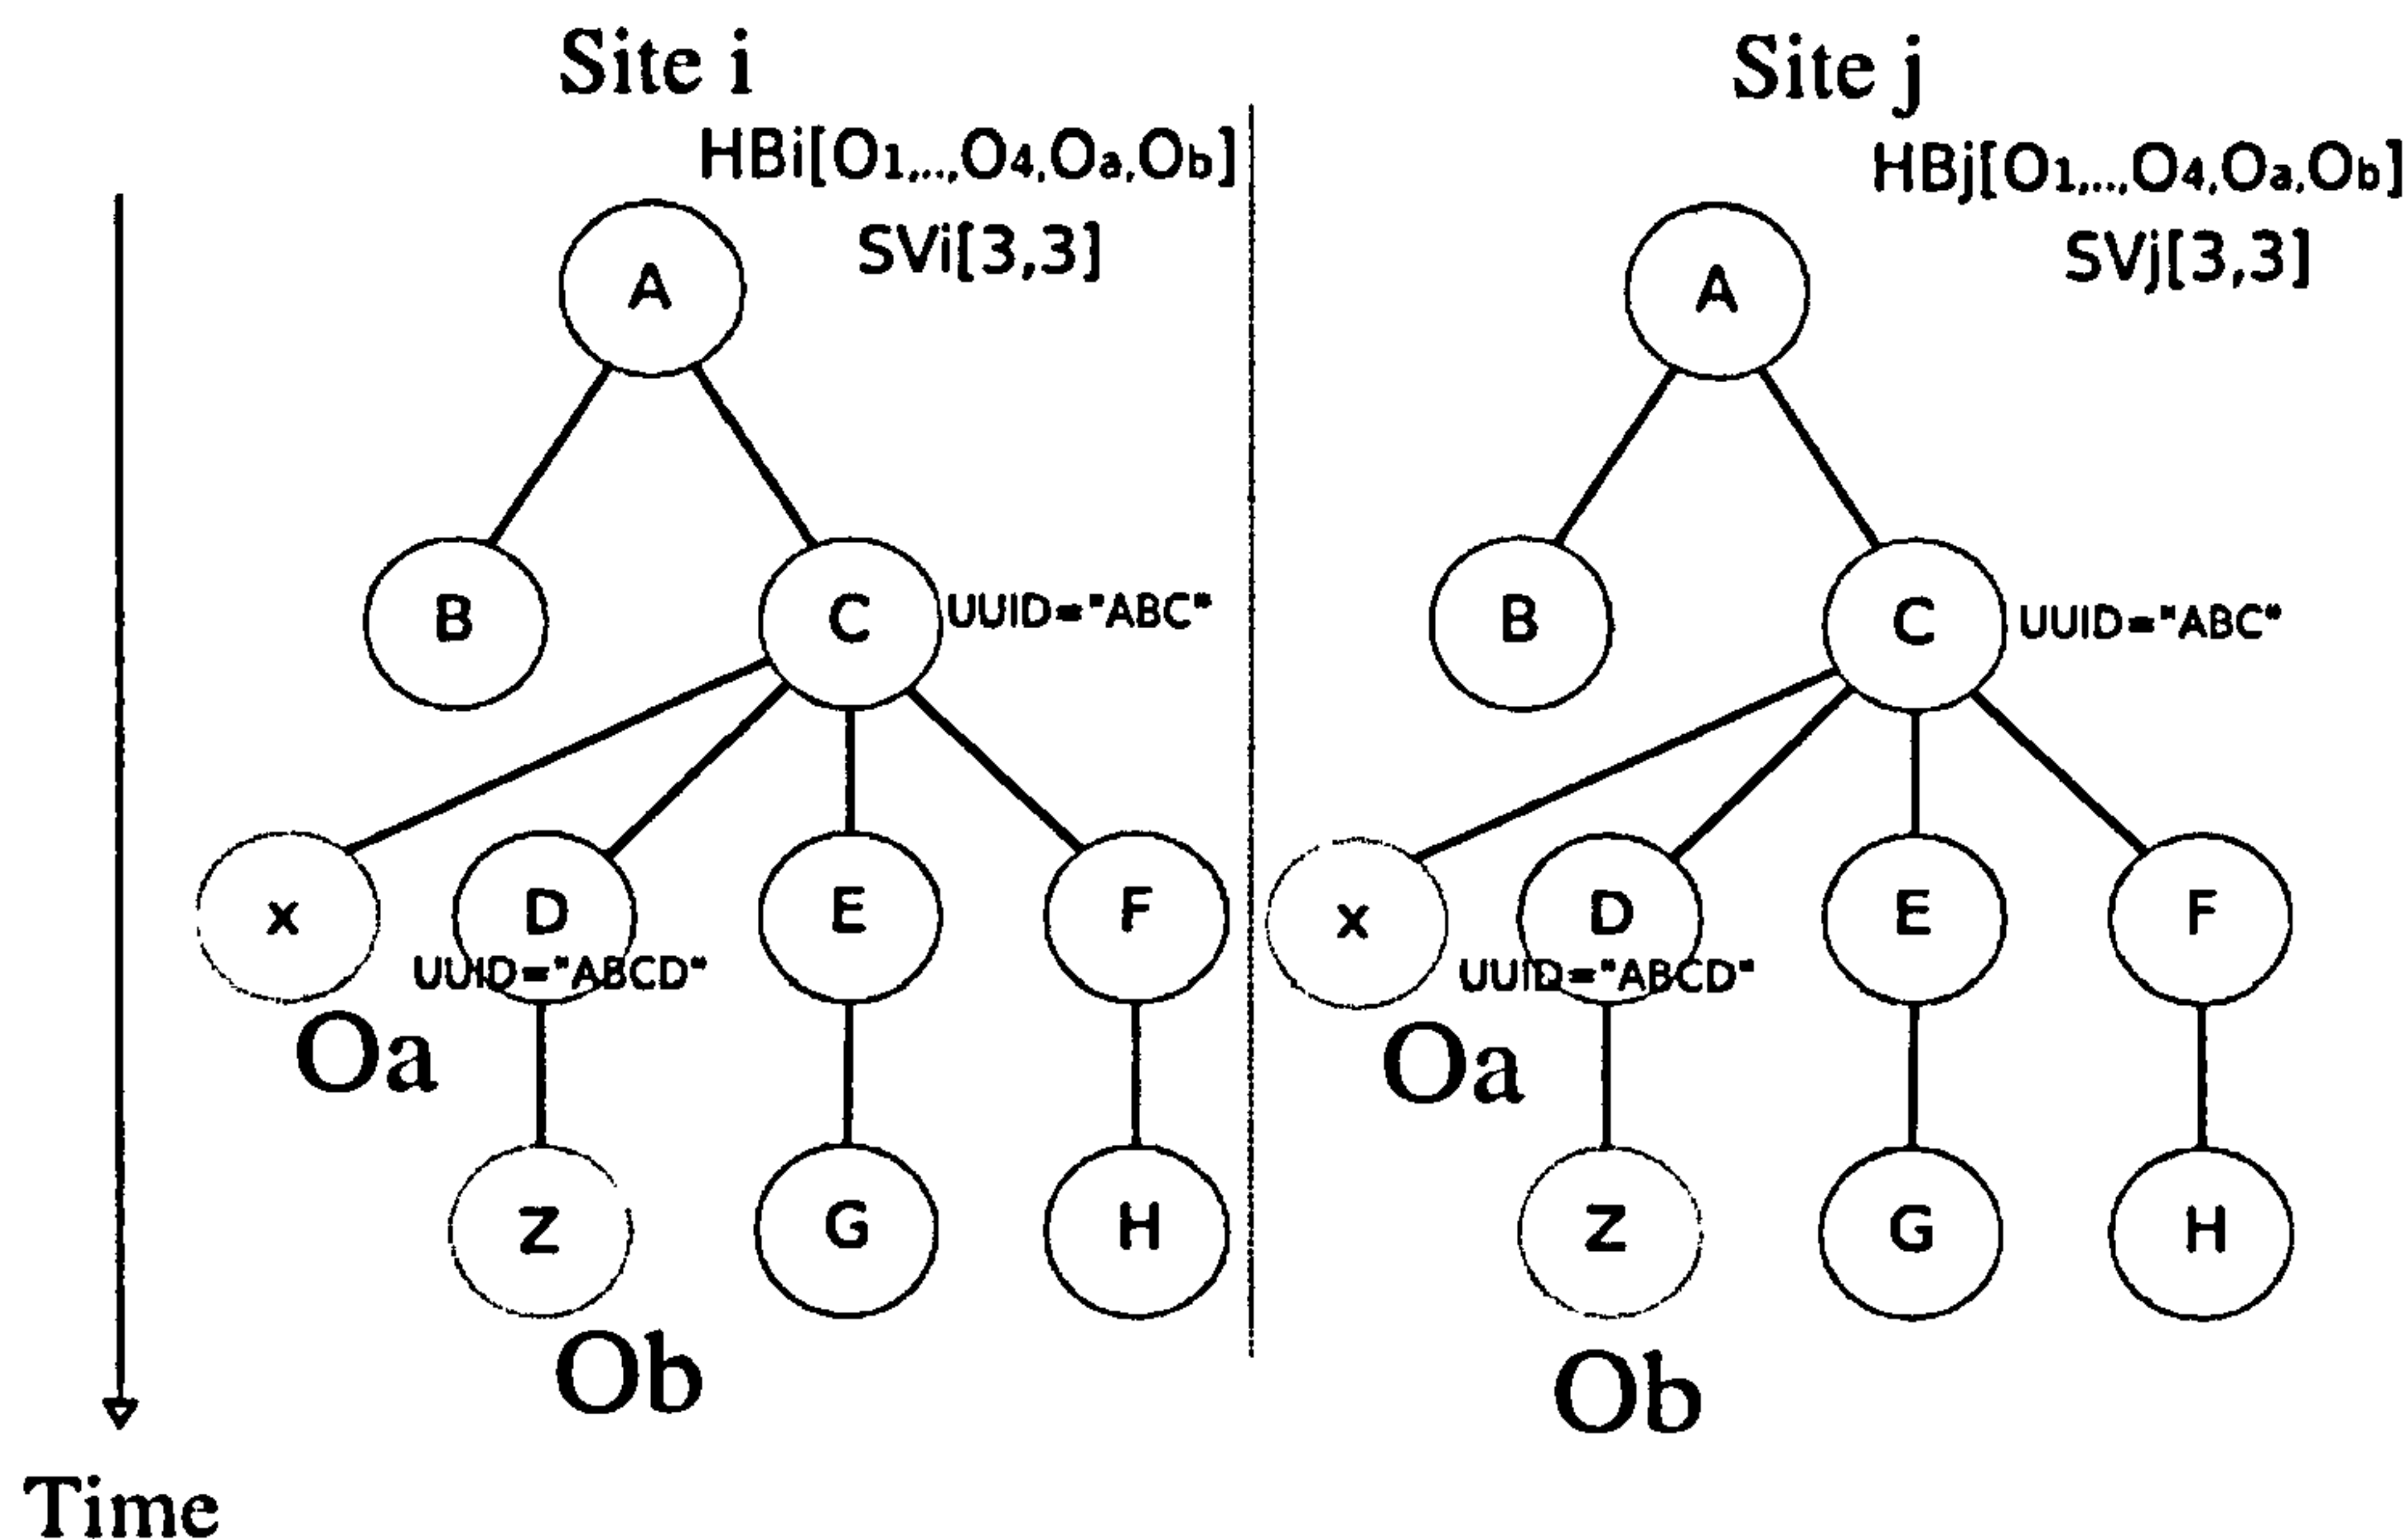 Site i
HBi[O1,..,O4,Oa,Ob]
SVi[3,3]
A
B
C
UUID="ABC"
x
D
UUID="ABCD"
E
F
Oa
Z
G
H
Ob
Site j
HBj[O1,..,O4,Oa,Ob]
SVj[3,3]
A
B
C
UUID="ABC"
x
D
UUID="ABCD"
E
F
Oa
Z
G
H
Ob
Time